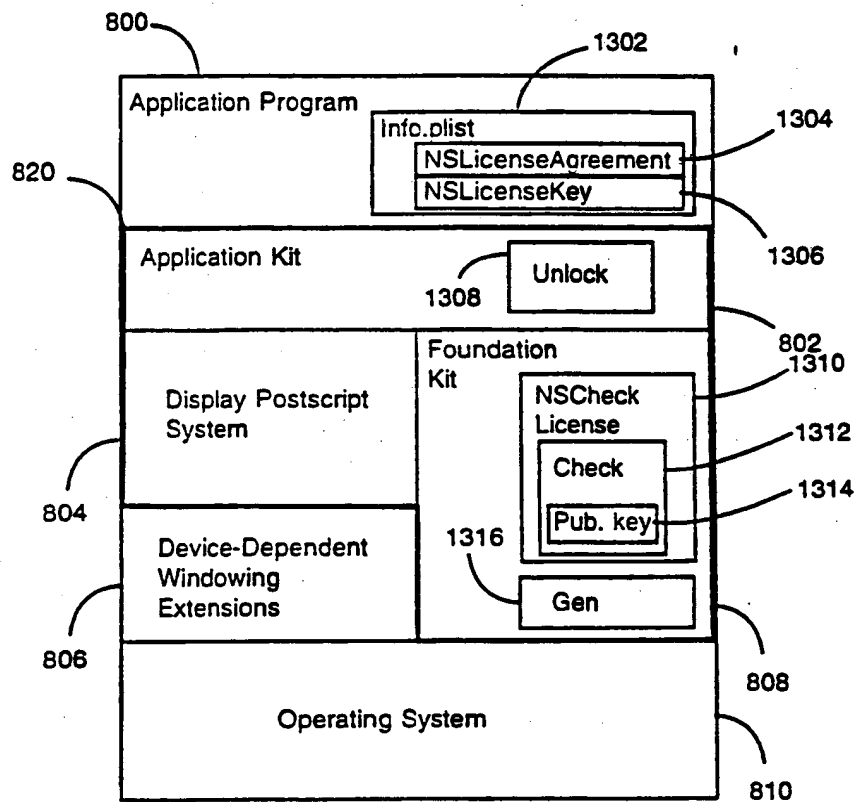 800
1302
Application Program
Info.plist
1304
NSLicenseAgreement
820
NSLicenseKey
1306
Application Kit
1308
Unlock
802
Foundation
Kit
1310
NSCheck
License
Display Postscript
System
1312
Check
1314
Pub. key
804
1316
Device-Dependent
Windowing
Extensions
Gen
806
808
Operating System
810